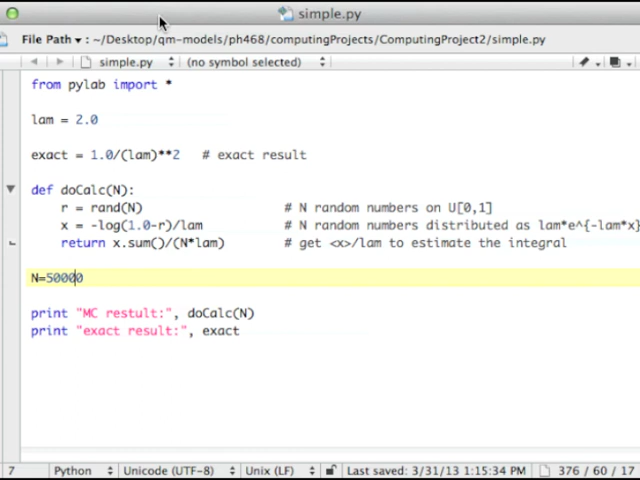 simple.py
File Path ▾ : ~/Desktop/qm-models/ph468/computingProjects/ComputingProject2/simple.py
simple.py (no symbol selected)
from pylab import *
lam = 2.0
exact = 1.0/(lam)**2 # exact result
def doCalc(N):
r = rand(N) # N random numbers on U[0,1]
x = -log(1.0-r)/lam # N random numbers distributed as lam*e^{-lam*x}
return x.sum()/(N*lam) # get <x>/lam to estimate the integral
N=50000
print "MC restult:", doCalc(N)
print "exact result:", exact
7 Python Unicode (UTF-8) Unix (LF) Last saved: 3/31/13 1:15:34 PM 376 / 60 / 17